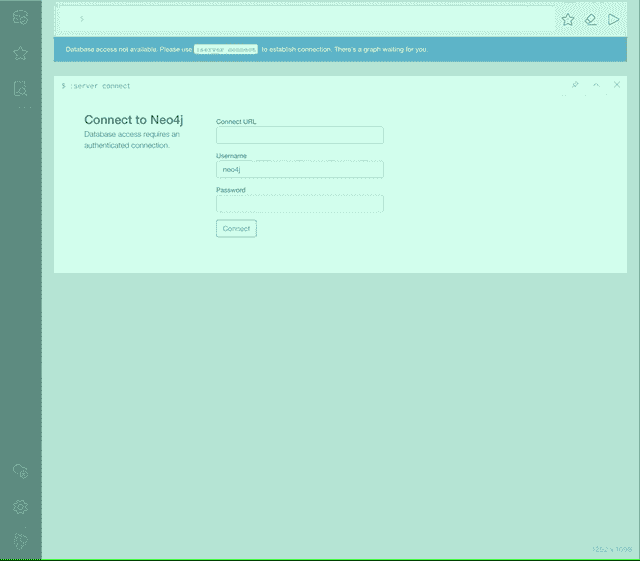 $
Database access not available. Please use :server connect to establish connection. There's a graph waiting for you.
$ :server connect
Connect to Neo4j
Database access requires an
authenticated connection.
Connect URL
Username
neo4j
Password
Connect